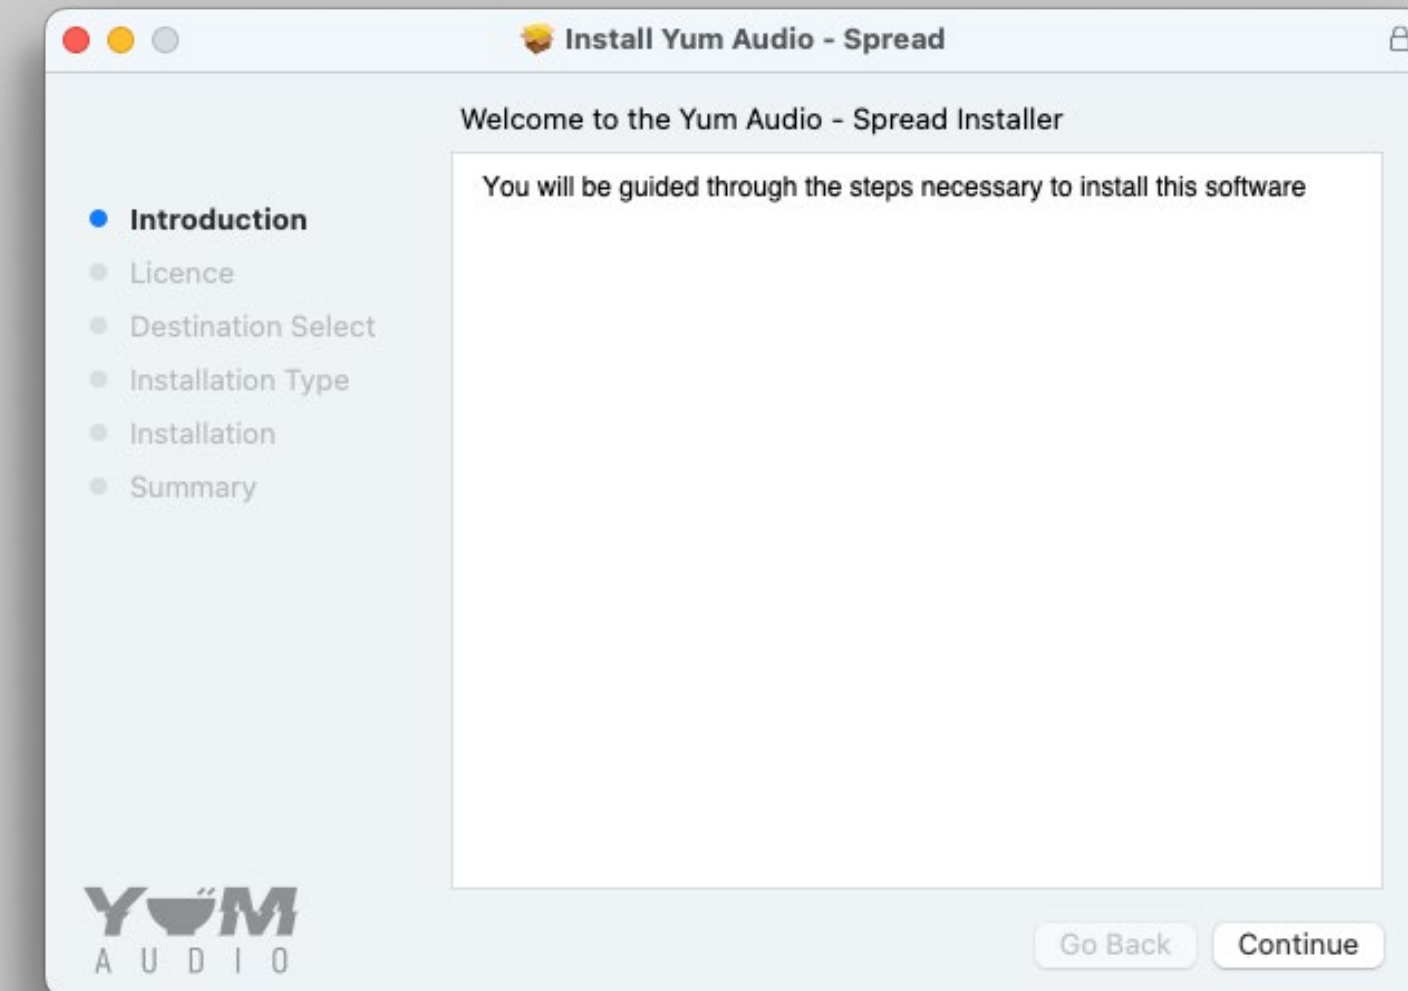 Install Yum Audio - Spread
Welcome to the Yum Audio - Spread Installer
You will be guided through the steps necessary to install this software
Introduction
Licence
Destination Select
Installation Type
Installation
Summary
YUM
AUDIO
Go Back
Continue